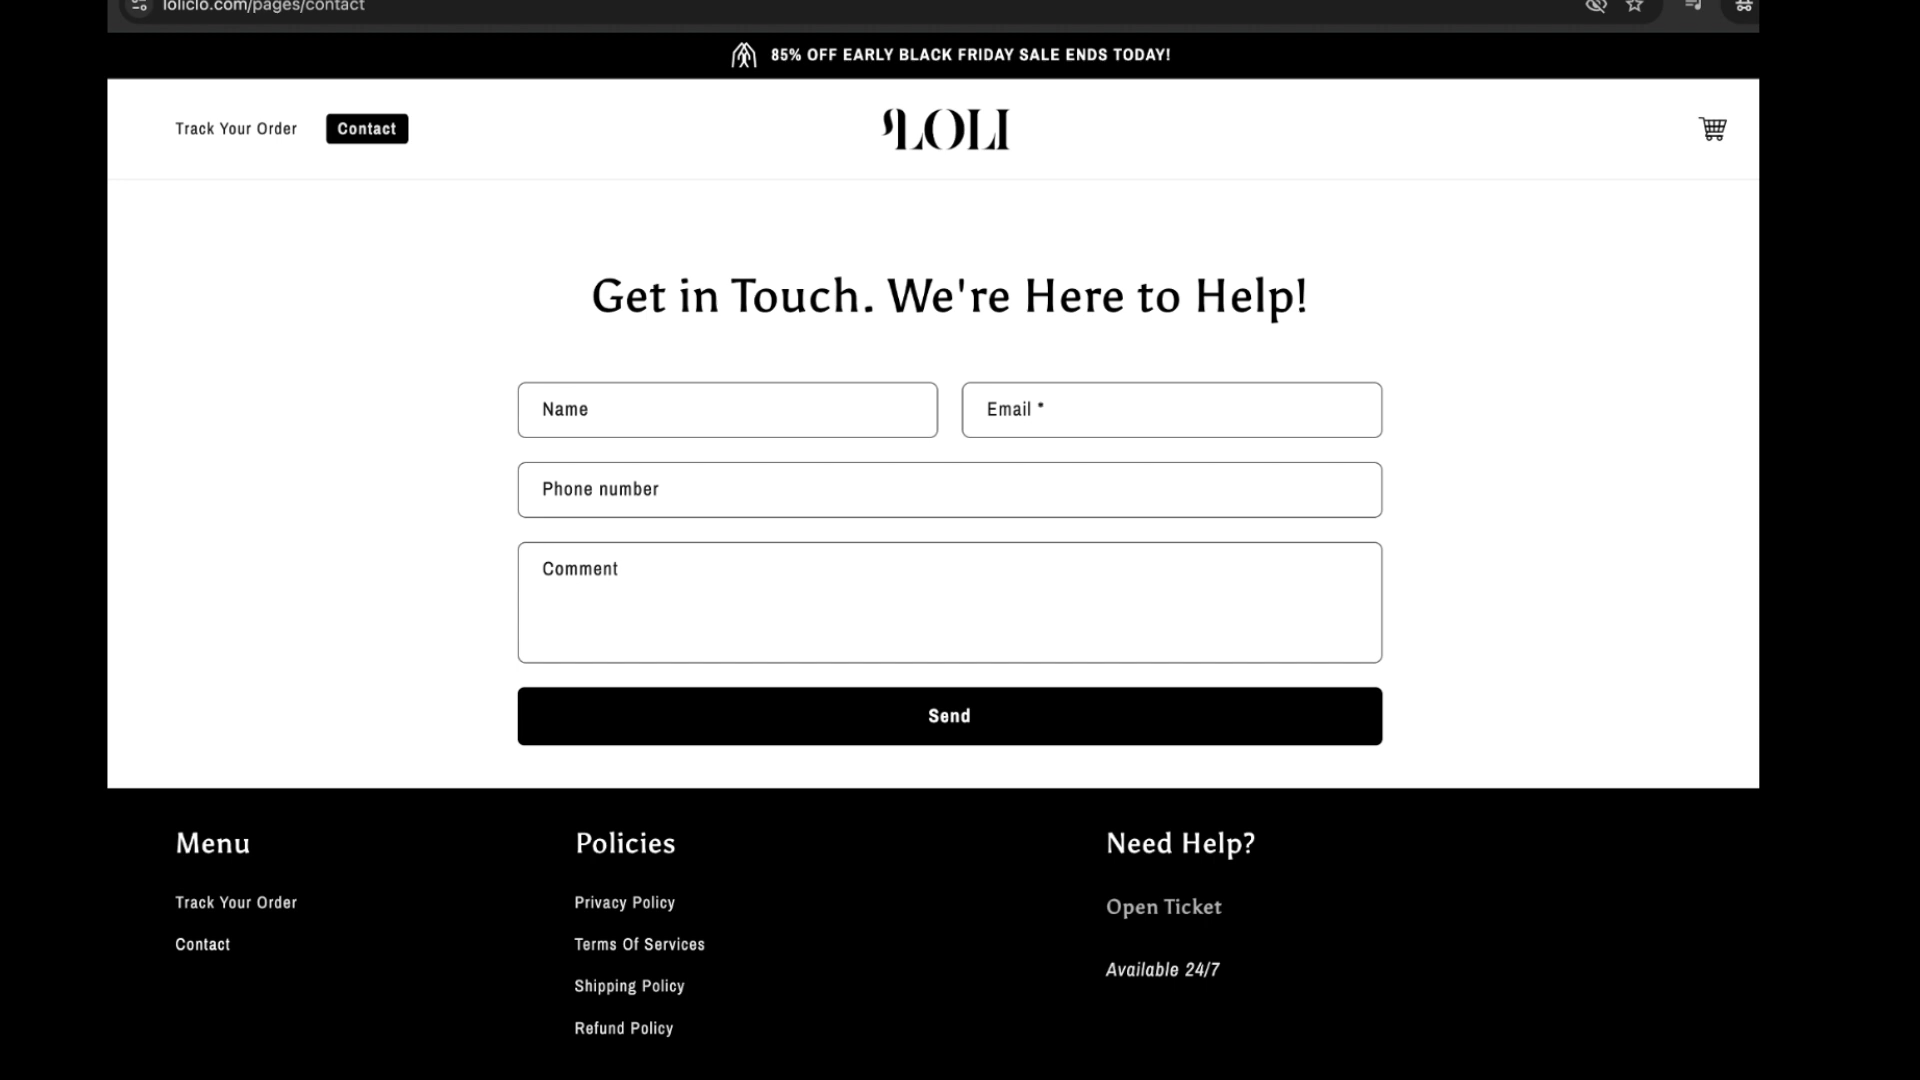 loliclo.com/pages/contact
85% OFF EARLY BLACK FRIDAY SALE ENDS TODAY!
Track Your Order
Contact
LOLI
Get in Touch. We're Here to Help!
Name
Email *
Phone number
Comment
Send
Menu
Track Your Order
Contact
Policies
Privacy Policy
Terms Of Services
Shipping Policy
Refund Policy
Need Help?
Open Ticket
Available 24/7